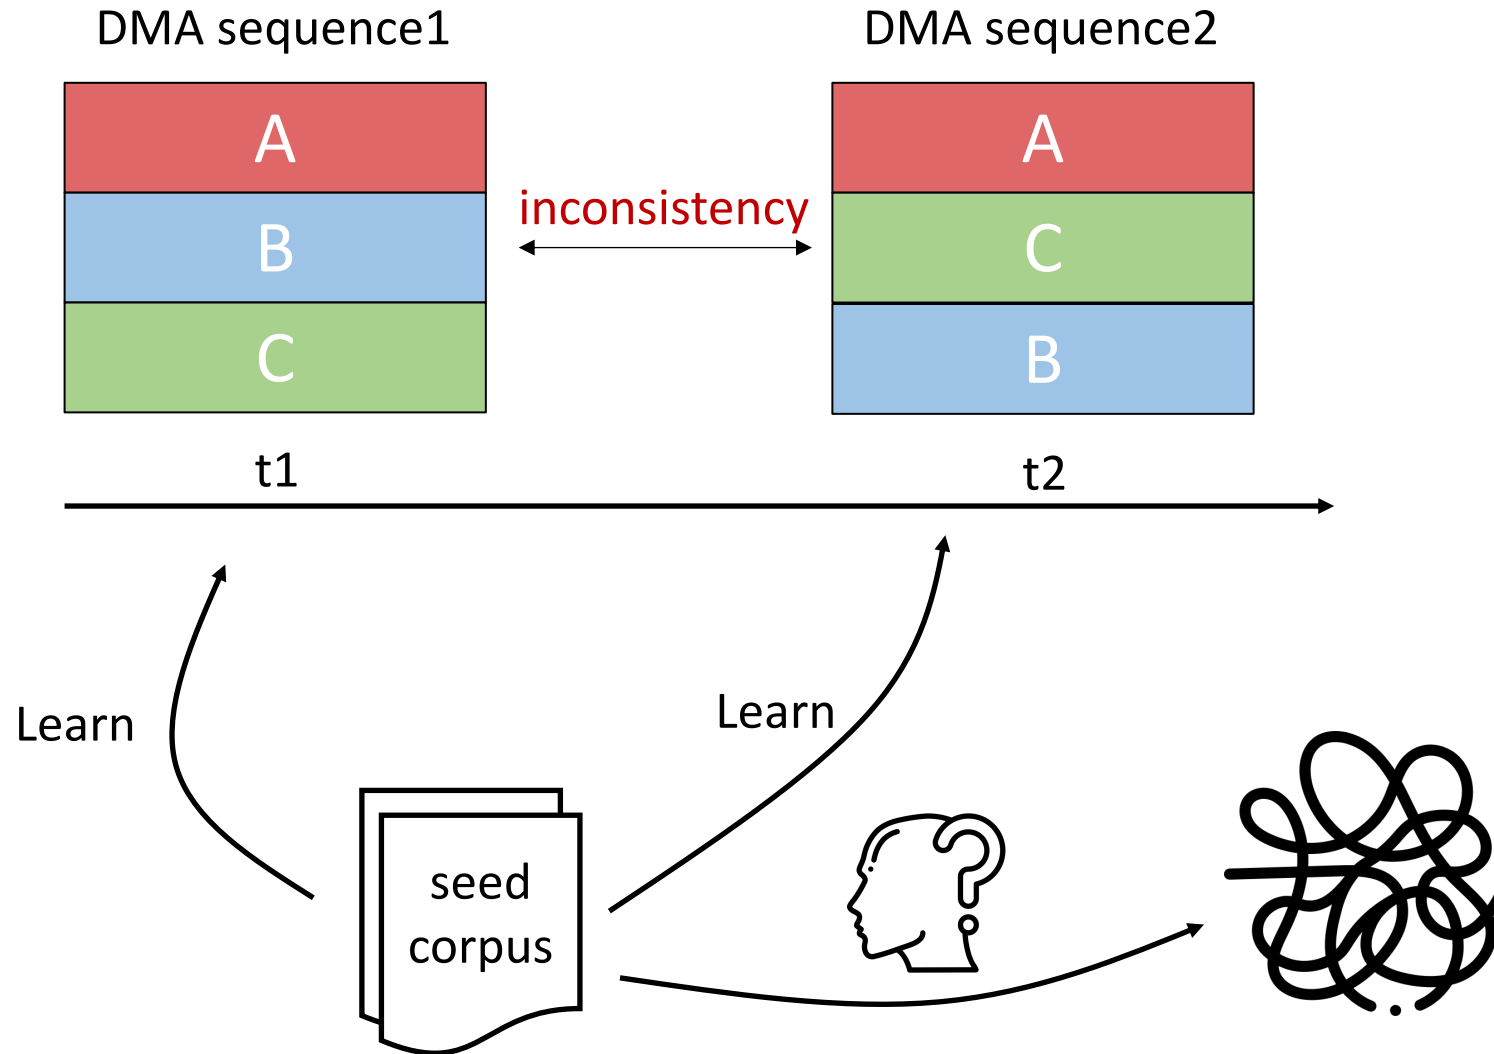 DMA sequence1
DMA sequence2
A
B
C
inconsistency
A
C
B
t1
t2
Learn
Learn
seed
corpus